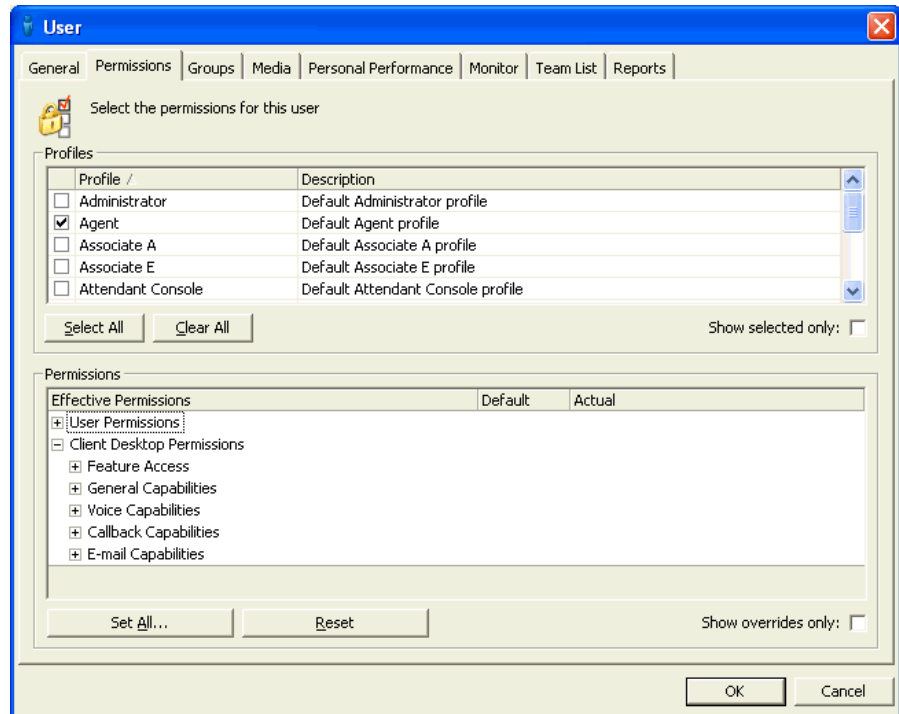 User
General Permissions Groups Media Personal Performance Monitor Team List Reports
Select the permissions for this user
Profiles
Profile Description
Administrator Default Administrator profile
Agent Default Agent profile
Associate A Default Associate A profile
Associate E Default Associate E profile
Attendant Console Default Attendant Console profile
Select All Clear All Show selected only:
Permissions
Effective Permissions Default Actual
User Permissions
Client Desktop Permissions
Feature Access
General Capabilities
Voice Capabilities
Callback Capabilities
E-mail Capabilities
Set All... Reset Show overrides only:
OK Cancel